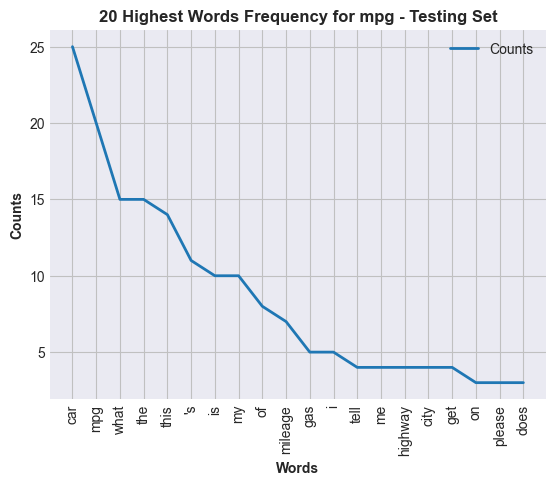 20 Highest Words Frequency for mpg - Testing Set
Counts
25
20
15
10
5
Counts
car
mpg
what
the
this
's
is
my
of
mileage
gas
i
tell
me
highway
city
get
on
please
does
Words